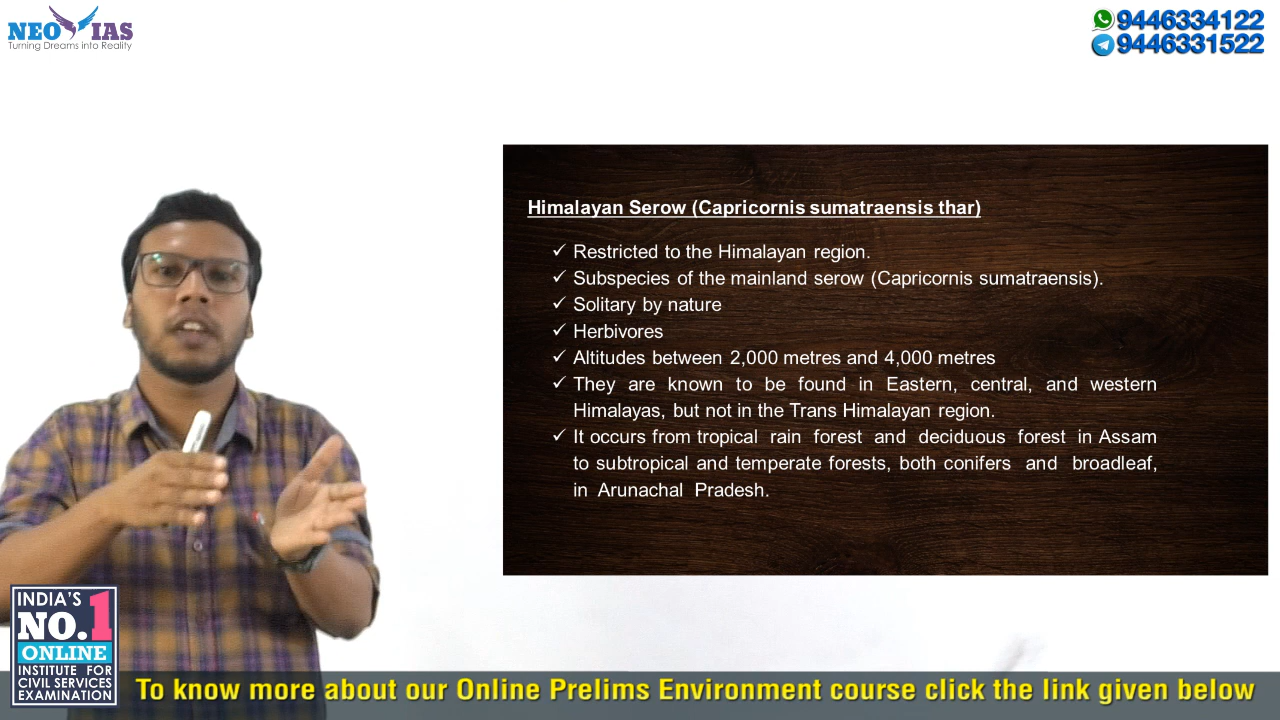 NEO IAS
Turning Dreams into Reality
9446334122
9446331522
Himalayan Serow (Capricornis sumatraensis thar)
✓ Restricted to the Himalayan region.
✓ Subspecies of the mainland serow (Capricornis sumatraensis).
✓ Solitary by nature
✓ Herbivores
✓ Altitudes between 2,000 metres and 4,000 metres
✓ They are known to be found in Eastern, central, and western
Himalayas, but not in the Trans Himalayan region.
✓ It occurs from tropical rain forest and deciduous forest in Assam
to subtropical and temperate forests, both conifers and broadleaf,
in Arunachal Pradesh.
INDIA'S
NO.1
ONLINE
INSTITUTE FOR
CIVIL SERVICES
EXAMINATION
To know more about our Online Prelims Environment course click the link given below